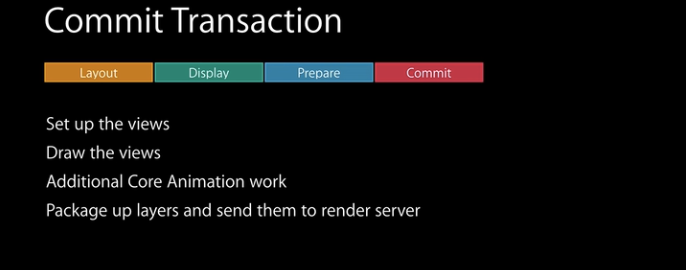 Commit Transaction
Layout Display Prepare Commit
Set up the views
Draw the views
Additional Core Animation work
Package up layers and send them to render server